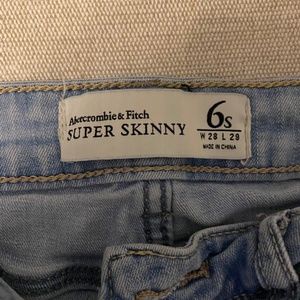 Abercrombie & Fitch
SUPER SKINNY
6s
W 28 L 29
MADE IN CHINA